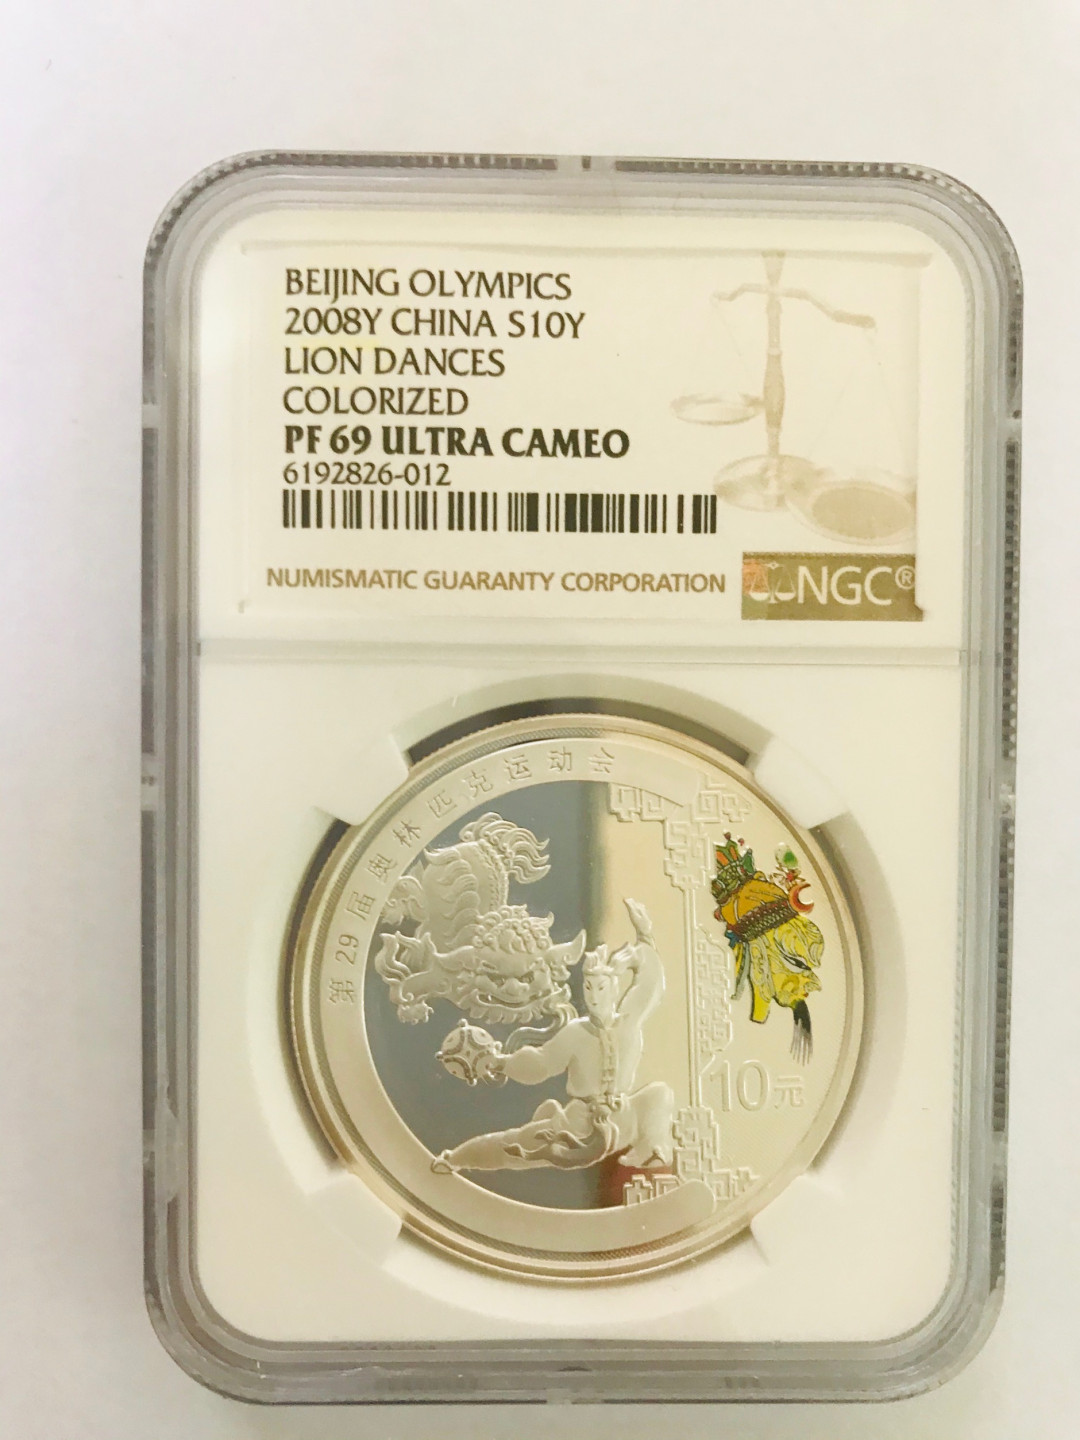 BEIJING OLYMPICS
2008Y CHINA S10Y
LION DANCES
COLORIZED
PF 69 ULTRA CAMEO
6192826-012
NUMISMATIC GUARANTY CORPORATION
NGC®
第29届奥林匹克运动会
10元